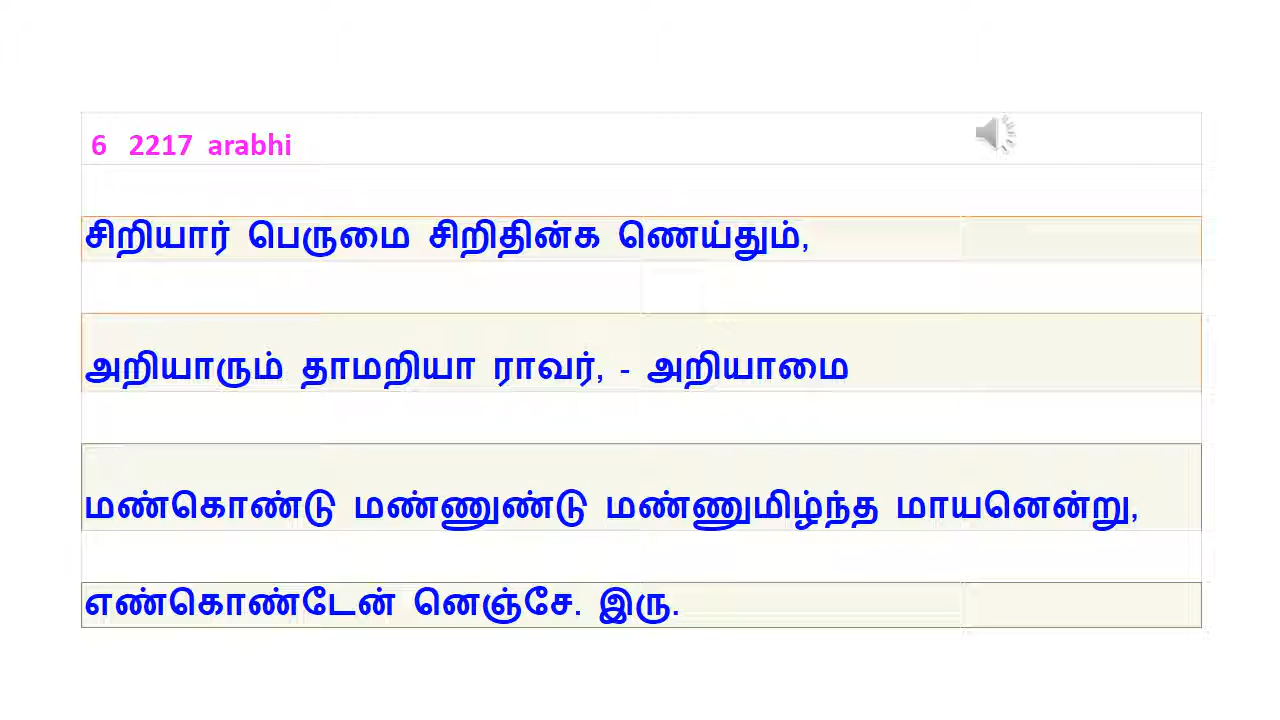 6 2217 arabhi
சிறியார் பெருமை சிறிதின்க ணெய்தும்,
அறியாரும் தாமறியா ராவர், - அறியாமை
மண்கொண்டு மண்ணுண்டு மண்ணுமிழ்ந்த மாயனென்று,
எண்கொண்டேன் னெஞ்சே. இரு.